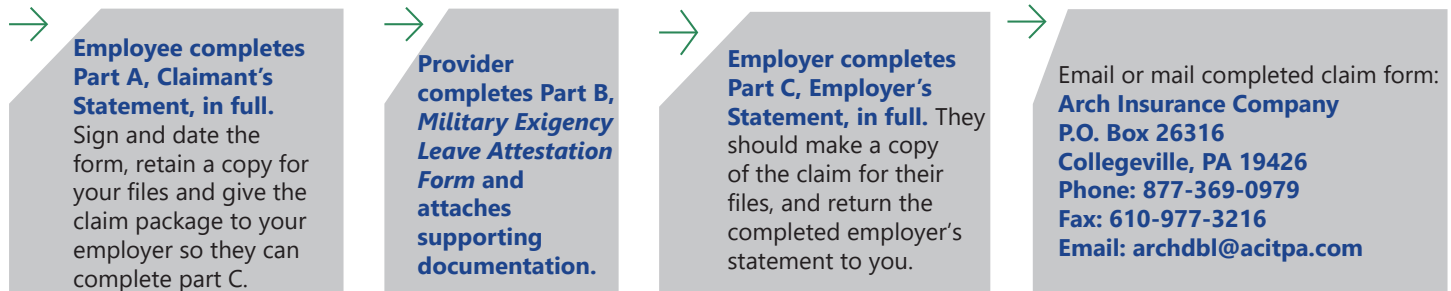 Employee completes
Part A, Claimant's
Statement, in full.
Sign and date the
form, retain a copy for
your files and give the
claim package to your
employer so they can
complete part C.
Provider
completes Part B,
Military Exigency
Leave Attestation
Form and
attaches
supporting
documentation.
Employer completes
Part C, Employer's
Statement, in full. They
should make a copy
of the claim for their
files, and return the
completed employer's
statement to you.
Email or mail completed claim form:
Arch Insurance Company
P.O. Box 26316
Collegeville, PA 19426
Phone: 877-369-0979
Fax: 610-977-3216
Email: archdbl@acitpa.com